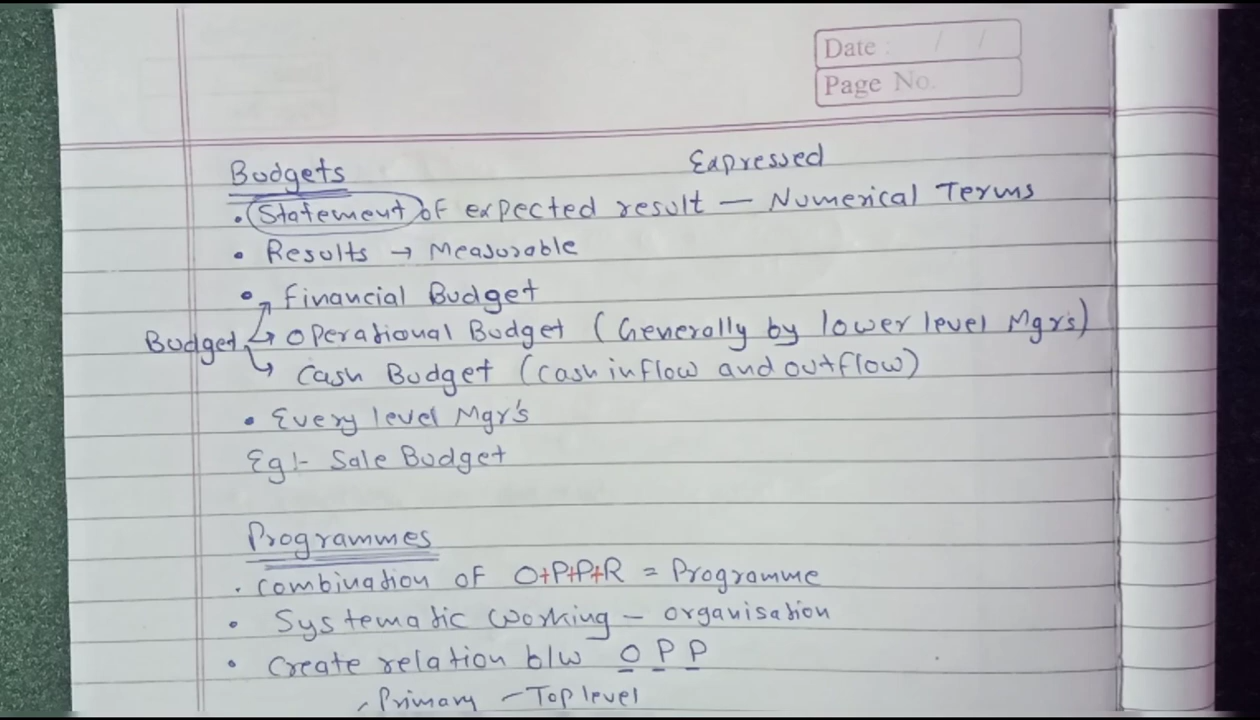 Date : / /
Page No.
Budgets
Expressed
• Statement of expected result — Numerical Terms
• Results → Measurable
• Financial Budget
Budget → Operational Budget (Generally by lower level Mgr's)
→ Cash Budget (cash inflow and outflow)
• Every level Mgr's
Eg:- Sale Budget
Programmes
• Combination of O+P+P+R = Programme
• Systematic working - organisation
• Create relation b/w O P P
Primary - Top level